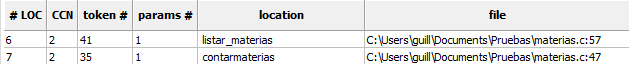 # LOC CCN token # params # location file
6 2 41 1 listar_materias C:\Users\guill\Documents\Pruebas\materias.c:57
7 2 35 1 contarmaterias C:\Users\guill\Documents\Pruebas\materias.c:47